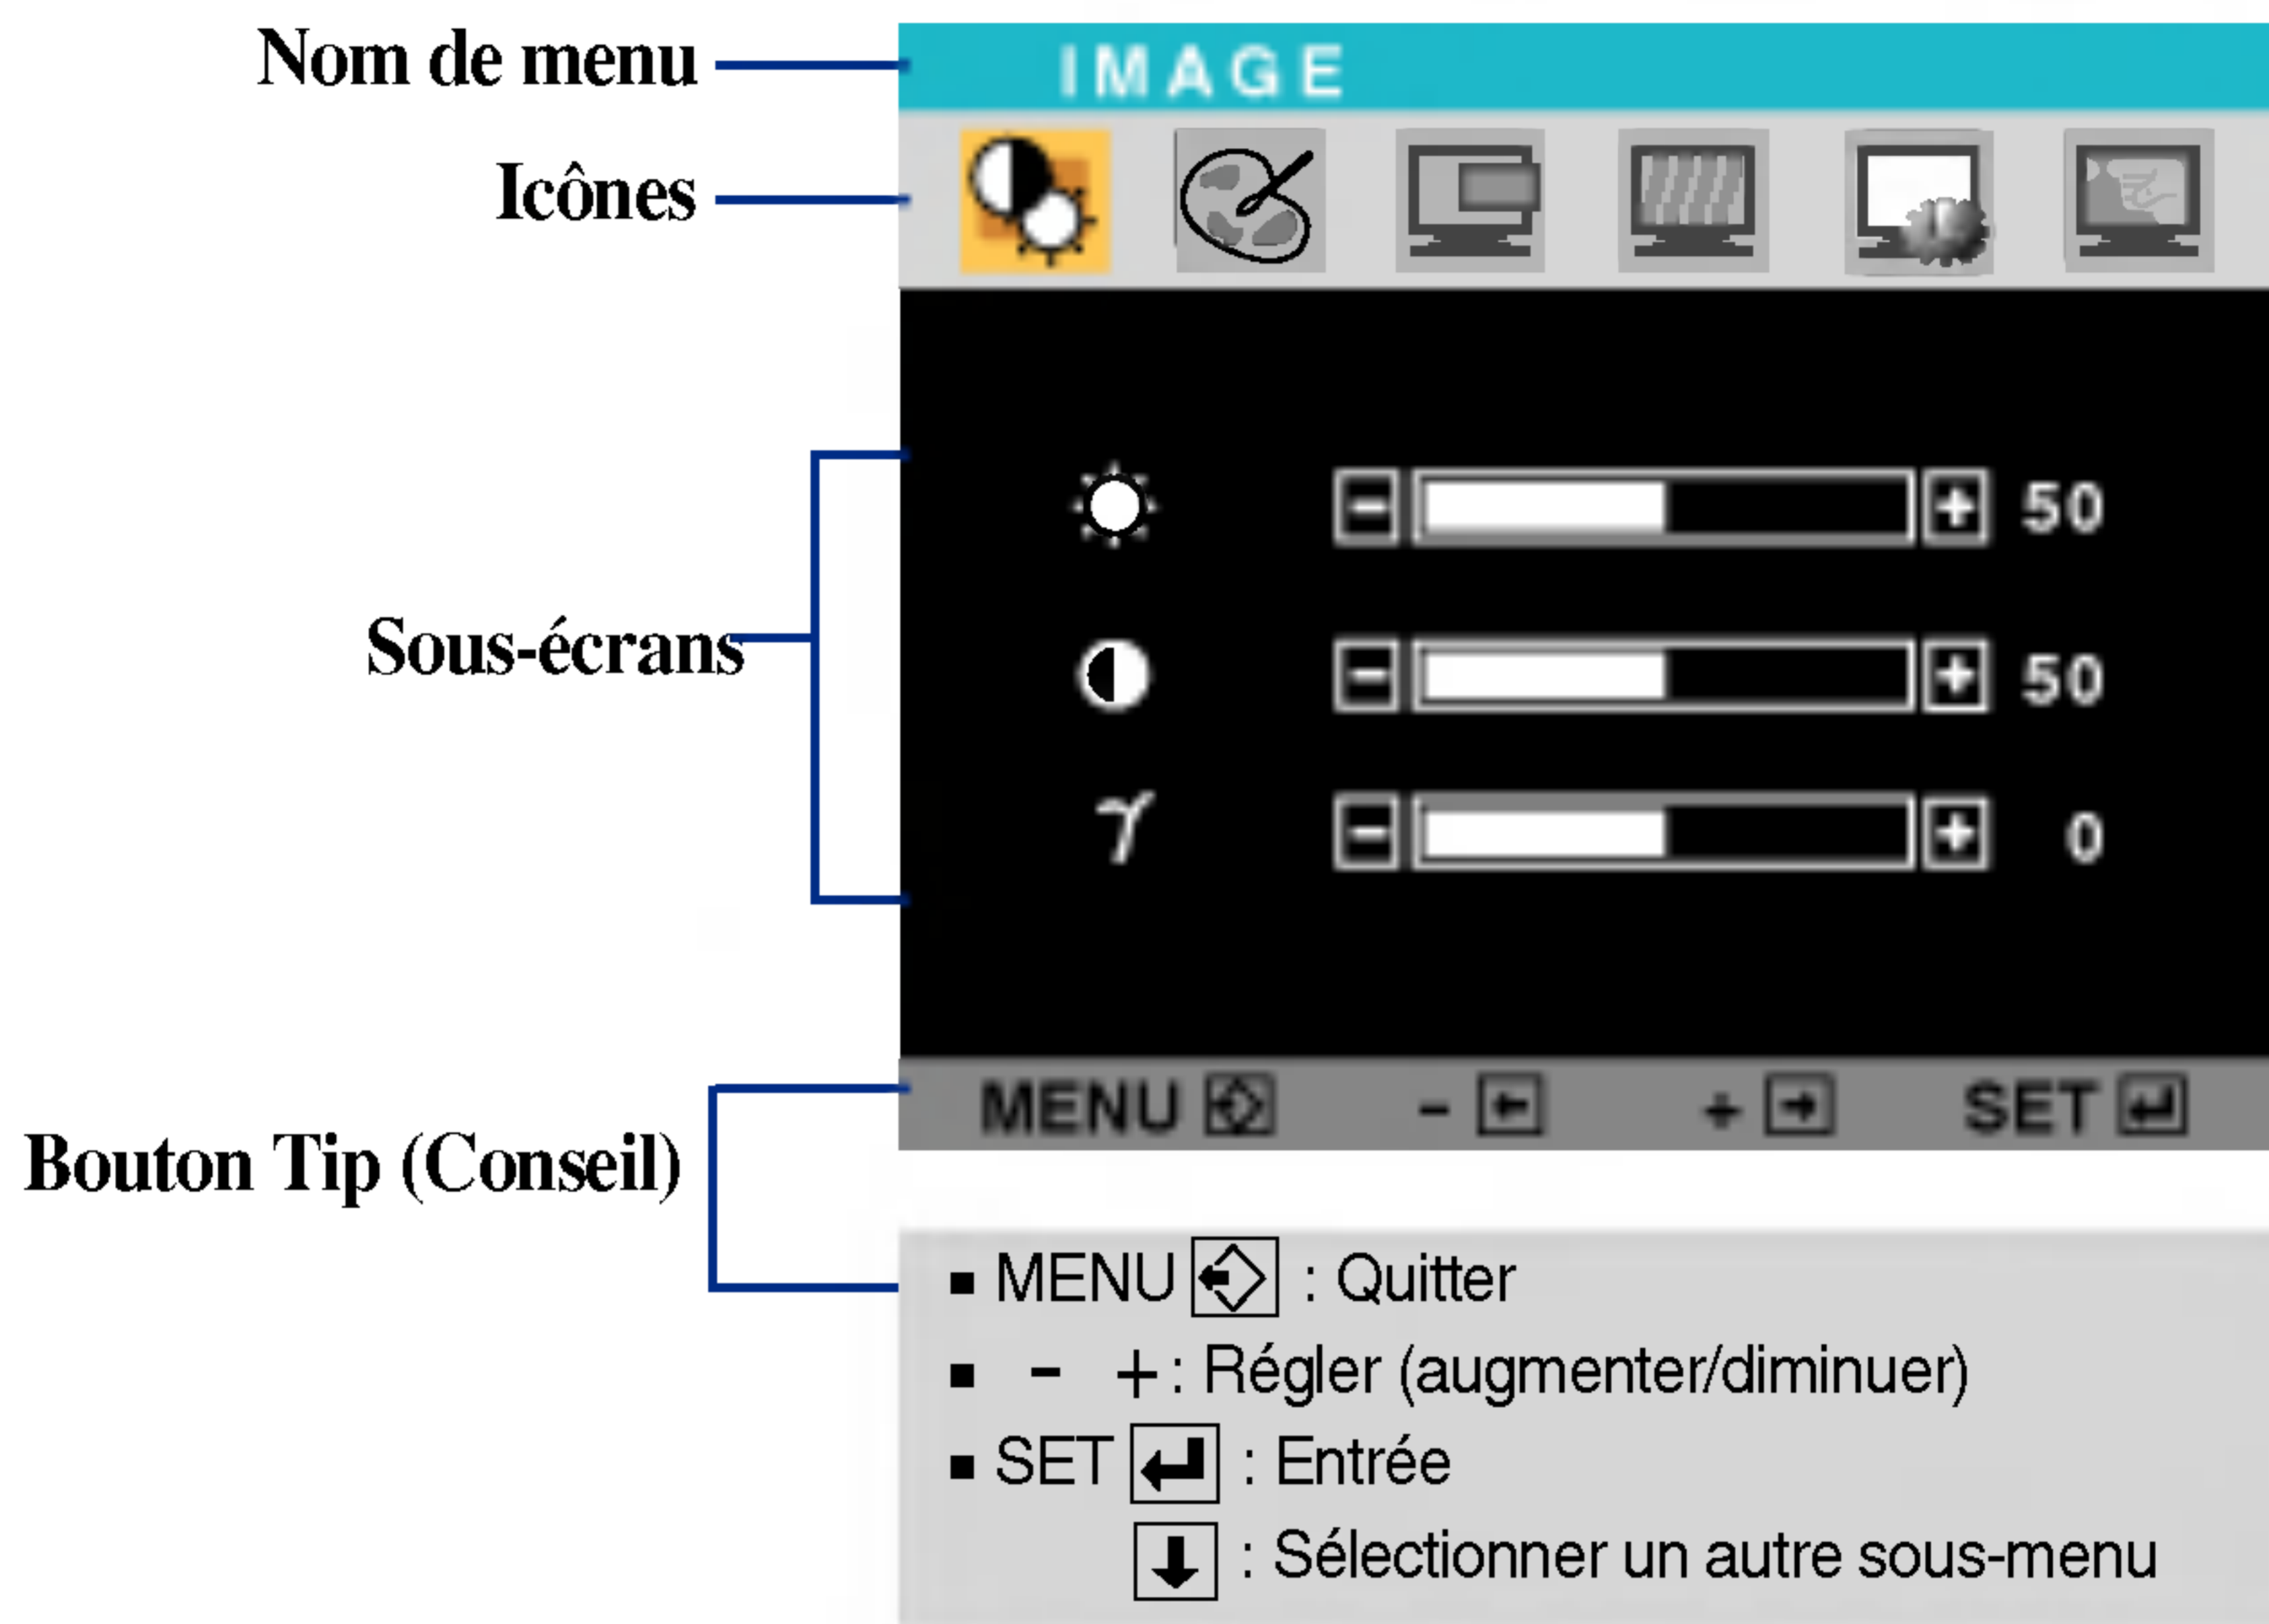 Nom de menu
IMAGE
Icônes
50
Sous-écrans
50
γ
0
MENU - + SET
Bouton Tip (Conseil)
▪ MENU : Quitter
▪ - + : Régler (augmenter/diminuer)
▪ SET : Entrée
: Sélectionner un autre sous-menu